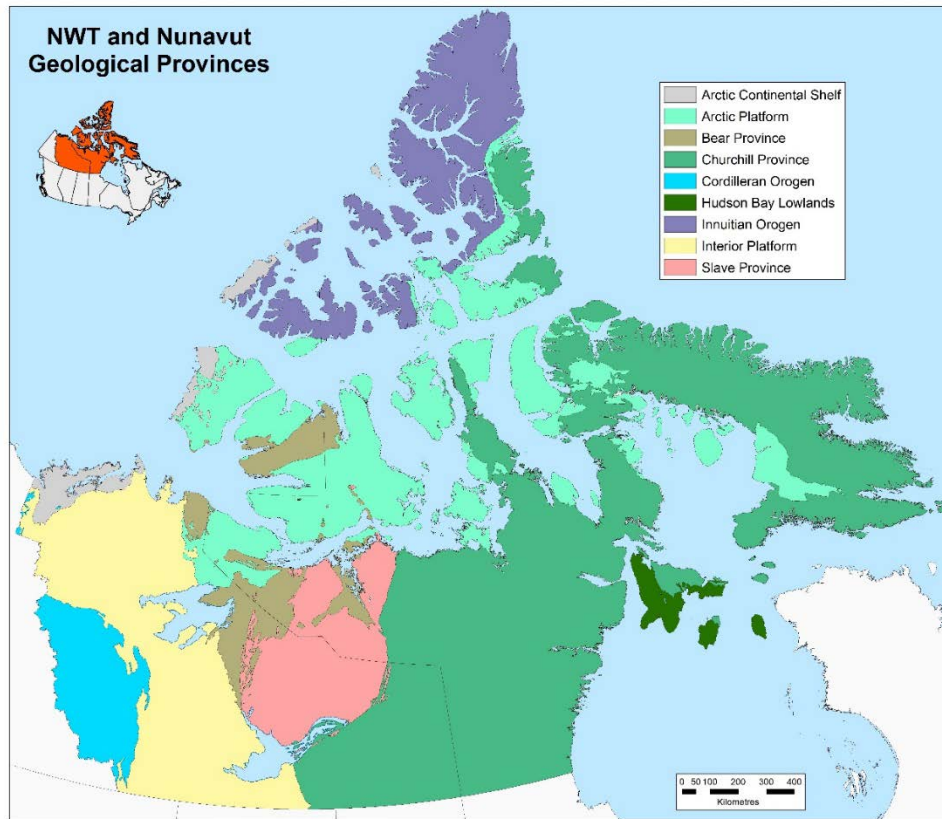 NWT and Nunavut
Geological Provinces
Arctic Continental Shelf
Arctic Platform
Bear Province
Churchill Province
Cordilleran Orogen
Hudson Bay Lowlands
Innuitian Orogen
Interior Platform
Slave Province
0 50 100 200 300 400
Kilometres